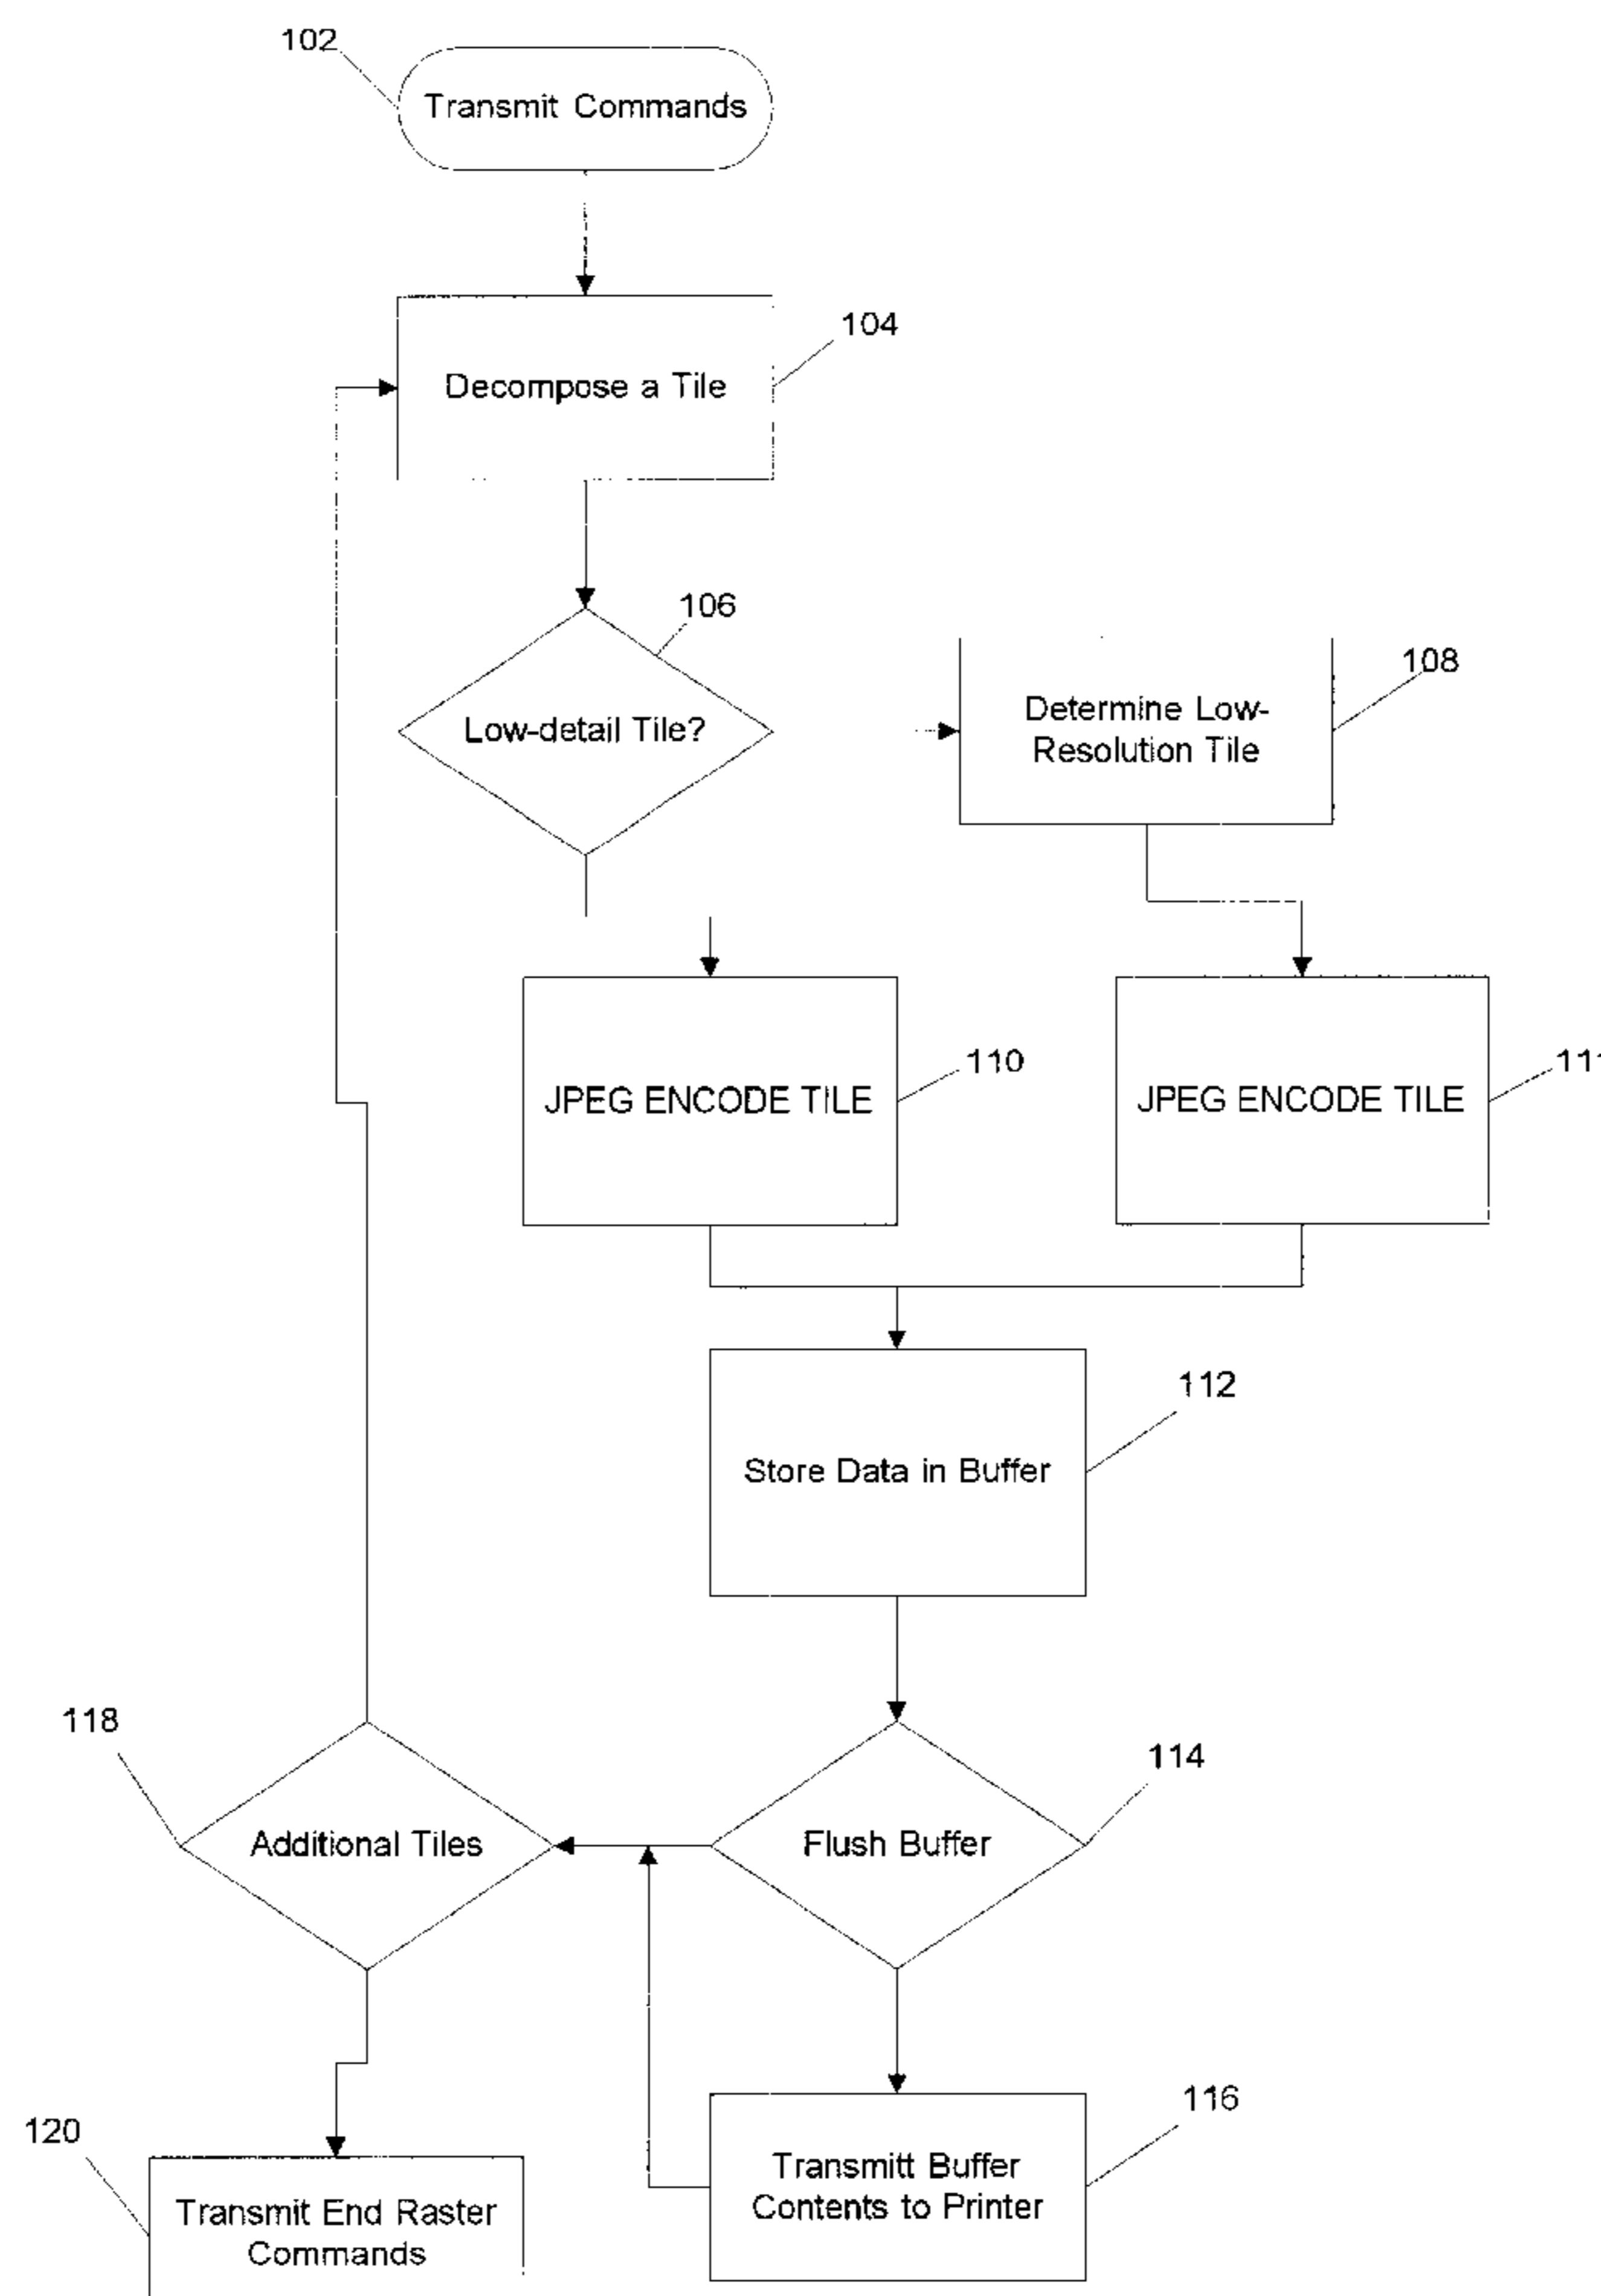 102
Transmit Commands
104
Decompose a Tile
106
Low-detail Tile?
108
Determine Low-
Resolution Tile
110
JPEG ENCODE TILE
111
JPEG ENCODE TILE
112
Store Data in Buffer
118
Additional Tiles
114
Flush Buffer
116
Transmitt Buffer
Contents to Printer
120
Transmit End Raster
Commands